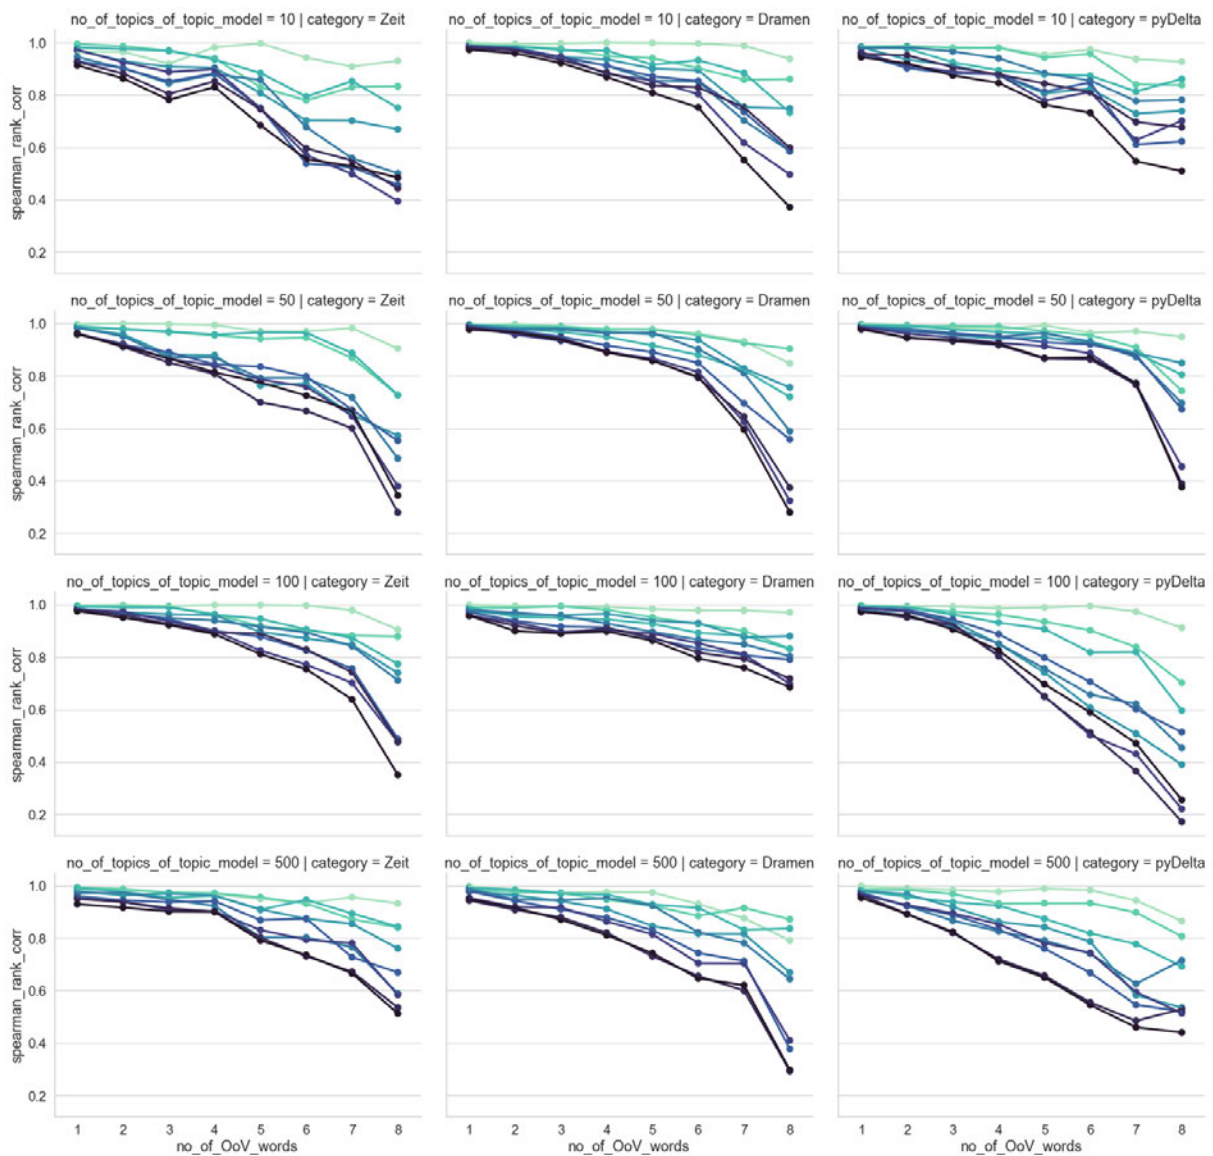 no_of_topics_of_topic_model = 10 | category = Zeit
no_of_topics_of_topic_model = 10 | category = Dramen
no_of_topics_of_topic_model = 10 | category = pyDelta
1.0
0.8
0.6
0.4
0.2
spearman_rank_corr
no_of_topics_of_topic_model = 50 | category = Zeit
no_of_topics_of_topic_model = 50 | category = Dramen
no_of_topics_of_topic_model = 50 | category = pyDelta
1.0
0.8
0.6
0.4
0.2
spearman_rank_corr
no_of_topics_of_topic_model = 100 | category = Zeit
no_of_topics_of_topic_model = 100 | category = Dramen
no_of_topics_of_topic_model = 100 | category = pyDelta
1.0
0.8
0.6
0.4
0.2
spearman_rank_corr
no_of_topics_of_topic_model = 500 | category = Zeit
no_of_topics_of_topic_model = 500 | category = Dramen
no_of_topics_of_topic_model = 500 | category = pyDelta
1.0
0.8
0.6
0.4
0.2
spearman_rank_corr
1 2 3 4 5 6 7 8
no_of_OoV_words
1 2 3 4 5 6 7 8
no_of_OoV_words
1 2 3 4 5 6 7 8
no_of_OoV_words